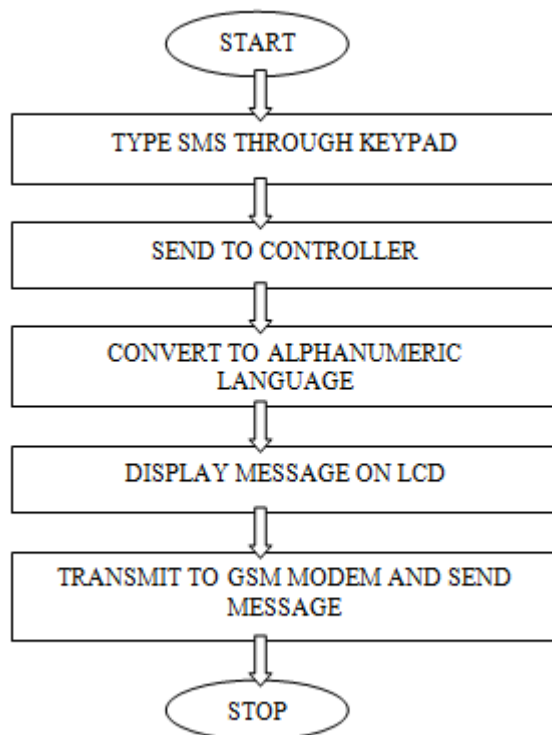 START
TYPE SMS THROUGH KEYPAD
SEND TO CONTROLLER
CONVERT TO ALPHANUMERIC
LANGUAGE
DISPLAY MESSAGE ON LCD
TRANSMIT TO GSM MODEM AND SEND
MESSAGE
STOP